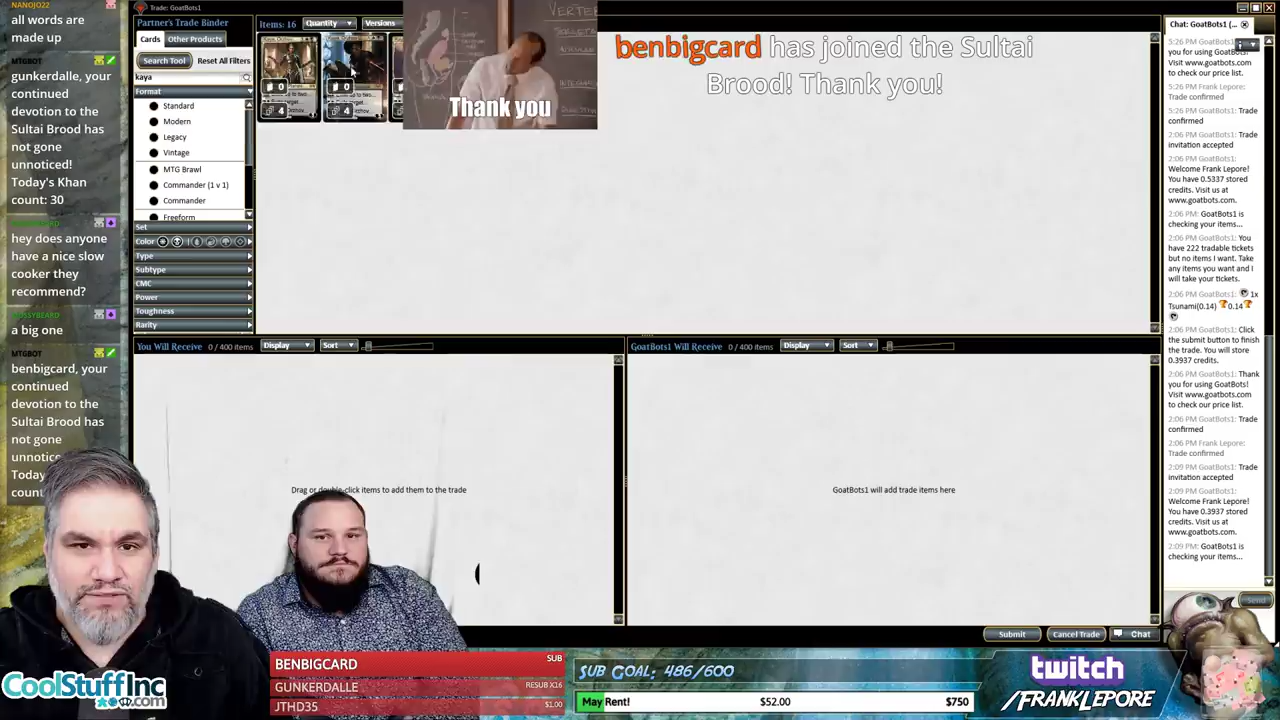 NANOJO22
all words are
made up
MTGBOT
gunkerdalle, your
continued
devotion to the
Sultai Brood has
not gone
unnoticed!
Today's Khan
count: 30
hey does anyone
have a nice slow
cooker they
recommend?
a big one
MTGBOT
benbigcard, your
continued
devotion to the
Sultai Brood has
not gone
unnotice
Today
count
Trade: GoatBots1
Partner's Trade Binder
Cards
Other Products
Search Tool
Reset All Filters
kaya
Format
Standard
Modern
Legacy
Vintage
MTG Brawl
Commander (1 v 1)
Commander
Freeform
Set
Color
Type
Subtype
CMC
Power
Toughness
Rarity
Items: 16
Quantity
Versions
0
4
0
4
Thank you
benbigcard has joined the Sultai
Brood! Thank you!
You Will Receive 0 / 400 items
Display
Sort
Drag or double-click items to add them to the trade
GoatBots1 Will Receive 0 / 400 items
Display
Sort
GoatBots1 will add trade items here
Submit
Cancel Trade
Chat
Chat: GoatBots1 (...
5:26 PM GoatBots1:
you for using GoatBots!
Visit www.goatbots.com
to check our price list.
5:26 PM Frank Lepore:
Trade confirmed
5:26 PM GoatBots1: Trade
confirmed
2:06 PM GoatBots1: Trade
invitation accepted
2:06 PM GoatBots1:
Welcome Frank Lepore!
You have 0.5337 stored
credits. Visit us at
www.goatbots.com.
2:06 PM: GoatBots1 is
checking your items...
2:06 PM GoatBots1: You
have 222 tradable tickets
but no items I want. Take
any items you want and I
will take your tickets.
2:06 PM GoatBots1: 1x
Tsunami(0.14) 0.14
2:06 PM GoatBots1: Click
the submit button to finish
the trade. You will store
0.3937 credits.
2:06 PM GoatBots1: Thank
you for using GoatBots!
Visit www.goatbots.com
to check our price list.
2:06 PM GoatBots1: Trade
confirmed
2:06 PM Frank Lepore:
Trade confirmed
2:09 PM GoatBots1: Trade
invitation accepted
2:09 PM GoatBots1:
Welcome Frank Lepore!
You have 0.3937 stored
credits. Visit us at
www.goatbots.com.
2:09 PM: GoatBots1 is
checking your items...
Send
CoolStuffInc
.com
BENBIGCARD SUB
GUNKERDALLE RESUB X16
JTHD35 $1.00
SUB GOAL: 486/600
May Rent! $52.00 $750
twitch
/FRANKLEPORE